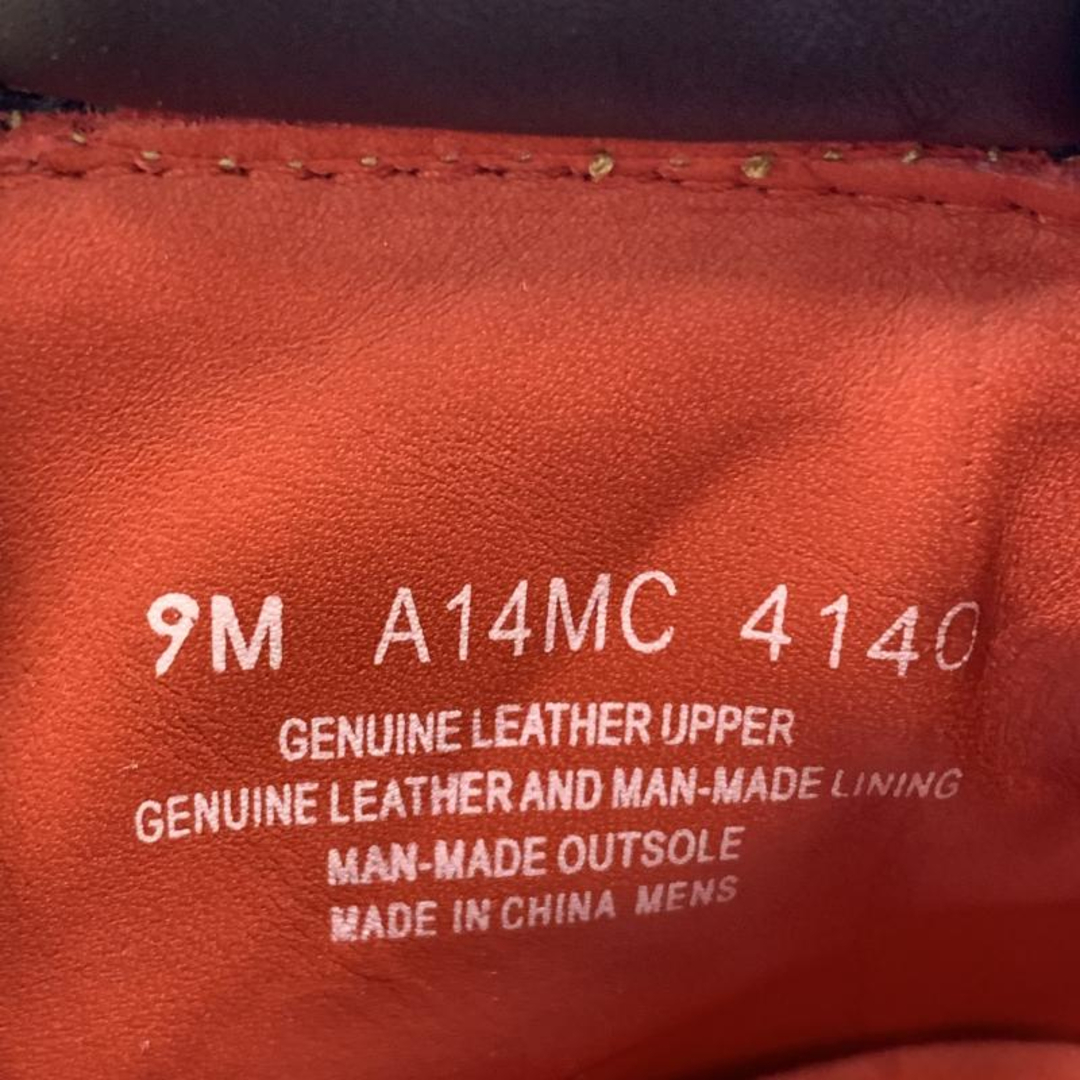 9M A14MC 4140
GENUINE LEATHER UPPER
GENUINE LEATHER AND MAN-MADE LINING
MAN-MADE OUTSOLE
MADE IN CHINA MENS